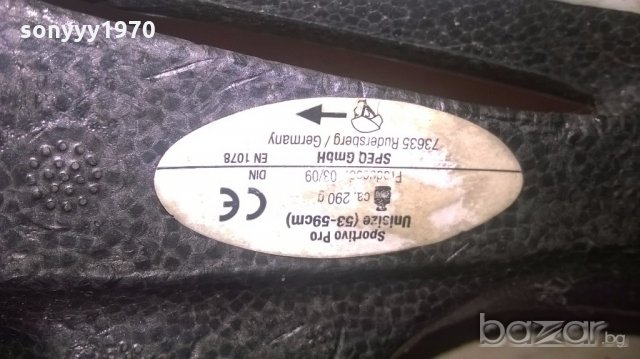 sonyyy1970
Sportivo Pro
Unisize (53-59cm)
ca. 290 g
Produced: 03/09
CE
DIN
EN 1078
SPEQ GmbH
73635 Rudersberg / Germany
bazar.bg